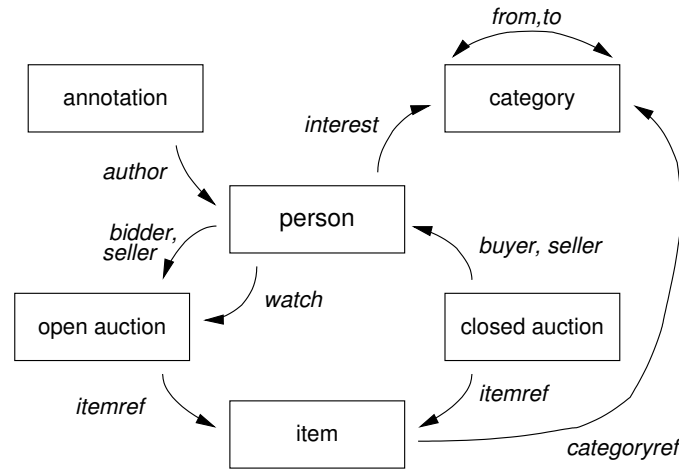 from,to
annotation
category
interest
author
person
bidder,
seller
buyer, seller
watch
open auction
closed auction
itemref
itemref
item
categoryref